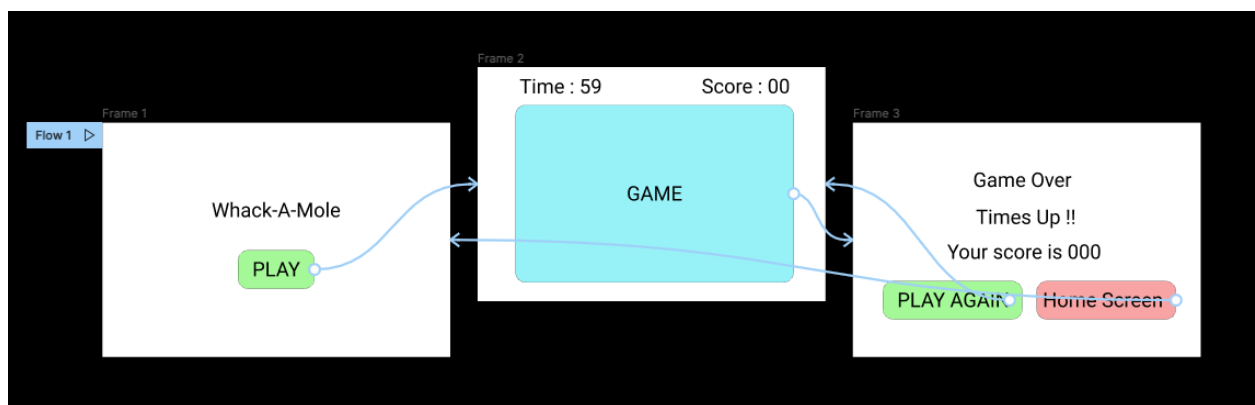 Flow 1
Frame 1
Whack-A-Mole
PLAY
Frame 2
Time : 59 Score : 00
GAME
Frame 3
Game Over
Times Up !!
Your score is 000
PLAY AGAIN Home Screen